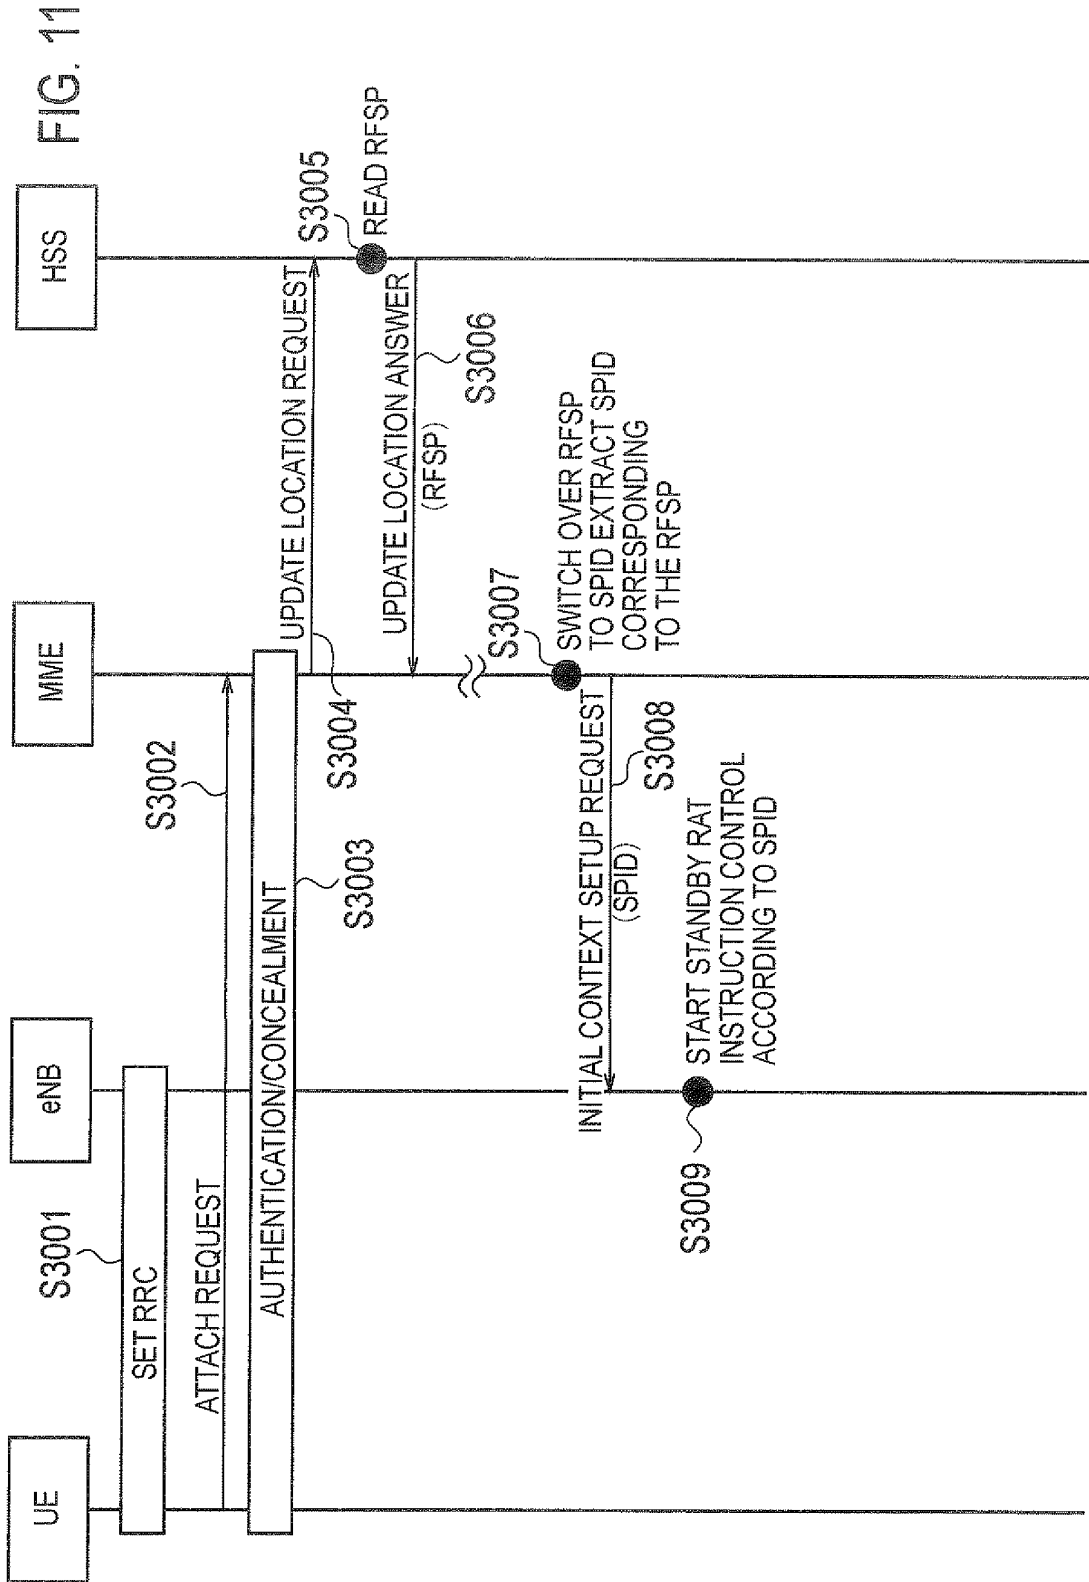 FIG. 11
UE
eNB
MME
HSS
S3001
SET RRC
S3002
ATTACH REQUEST
AUTHENTICATION/CONCEALMENT
S3003
UPDATE LOCATION REQUEST
S3004
S3005
READ RFSP
UPDATE LOCATION ANSWER
(RFSP)
S3006
S3007
SWITCH OVER RFSP
TO SPID EXTRACT SPID
CORRESPONDING
TO THE RFSP
INITIAL CONTEXT SETUP REQUEST
(SPID)
S3008
S3009
START STANDBY RAT
INSTRUCTION CONTROL
ACCORDING TO SPID